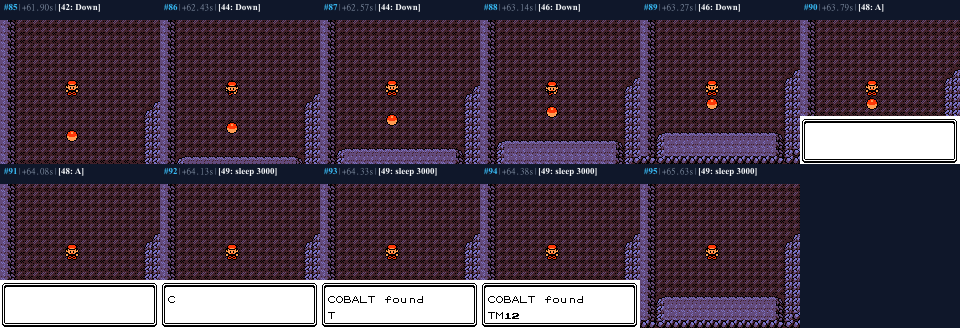 #85|+61.90s|[42: Down]
#86|+62.43s|[44: Down]
#87|+62.57s|[44: Down]
#88|+63.14s|[46: Down]
#89|+63.27s|[46: Down]
#90|+63.79s|[48: A]
#91|+64.08s|[48: A]
#92|+64.13s|[49: sleep 3000]
#93|+64.33s|[49: sleep 3000]
#94|+64.38s|[49: sleep 3000]
#95|+65.63s|[49: sleep 3000]
C
COBALT found
T
COBALT found
TM12